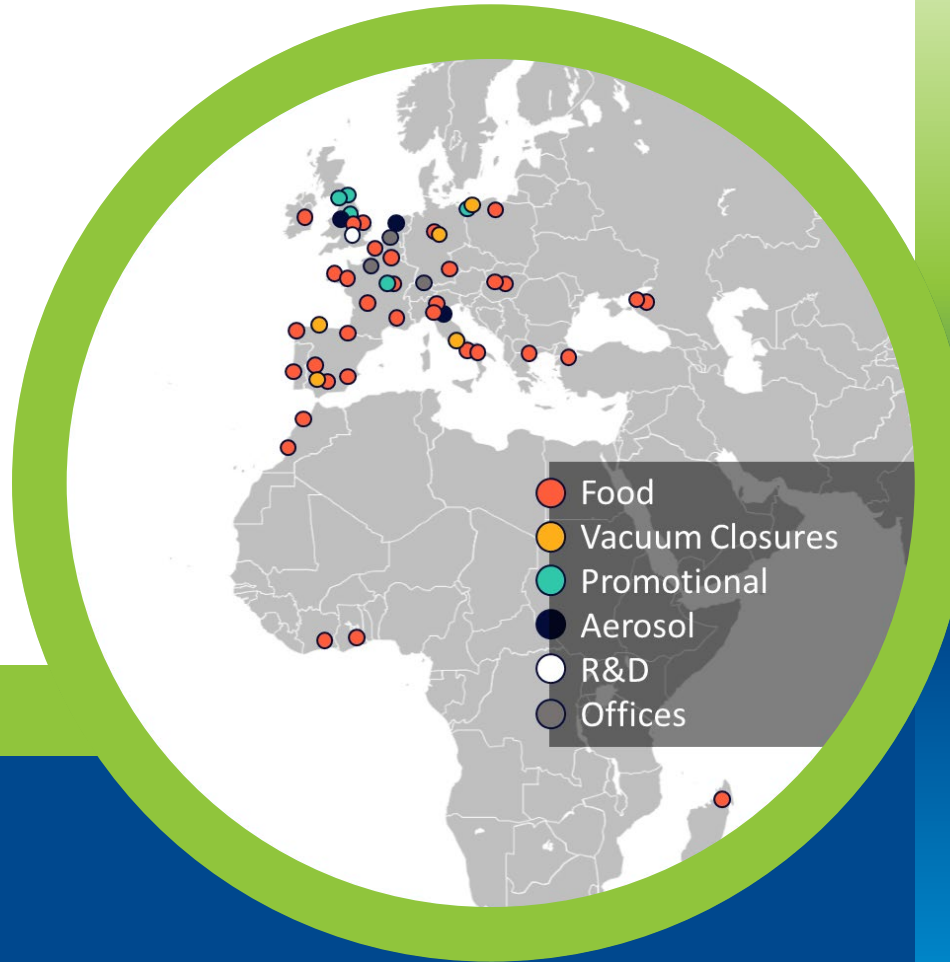 Food
Vacuum Closures
Promotional
Aerosol
R&D
Offices